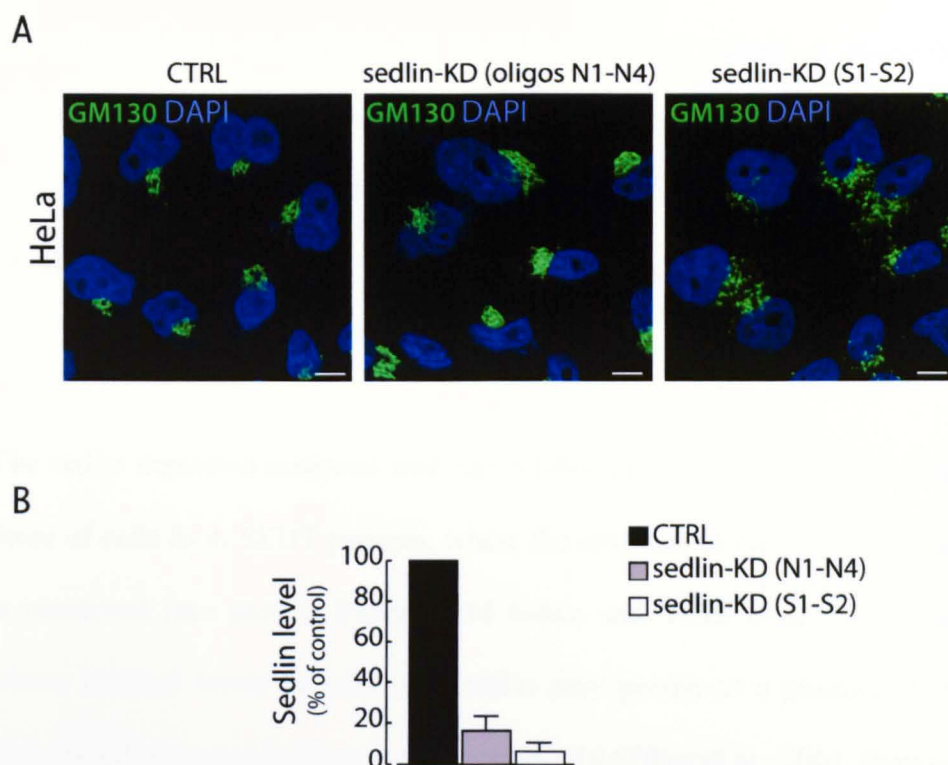 A
CTRL
sedlin-KD (oligos N1-N4)
sedlin-KD (S1-S2)
GM130 DAPI
GM130 DAPI
GM130 DAPI
HeLa
B
CTRL
sedlin-KD (N1-N4)
sedlin-KD (S1-S2)
Sedlin level
(% of control)
100
80
60
40
20
0